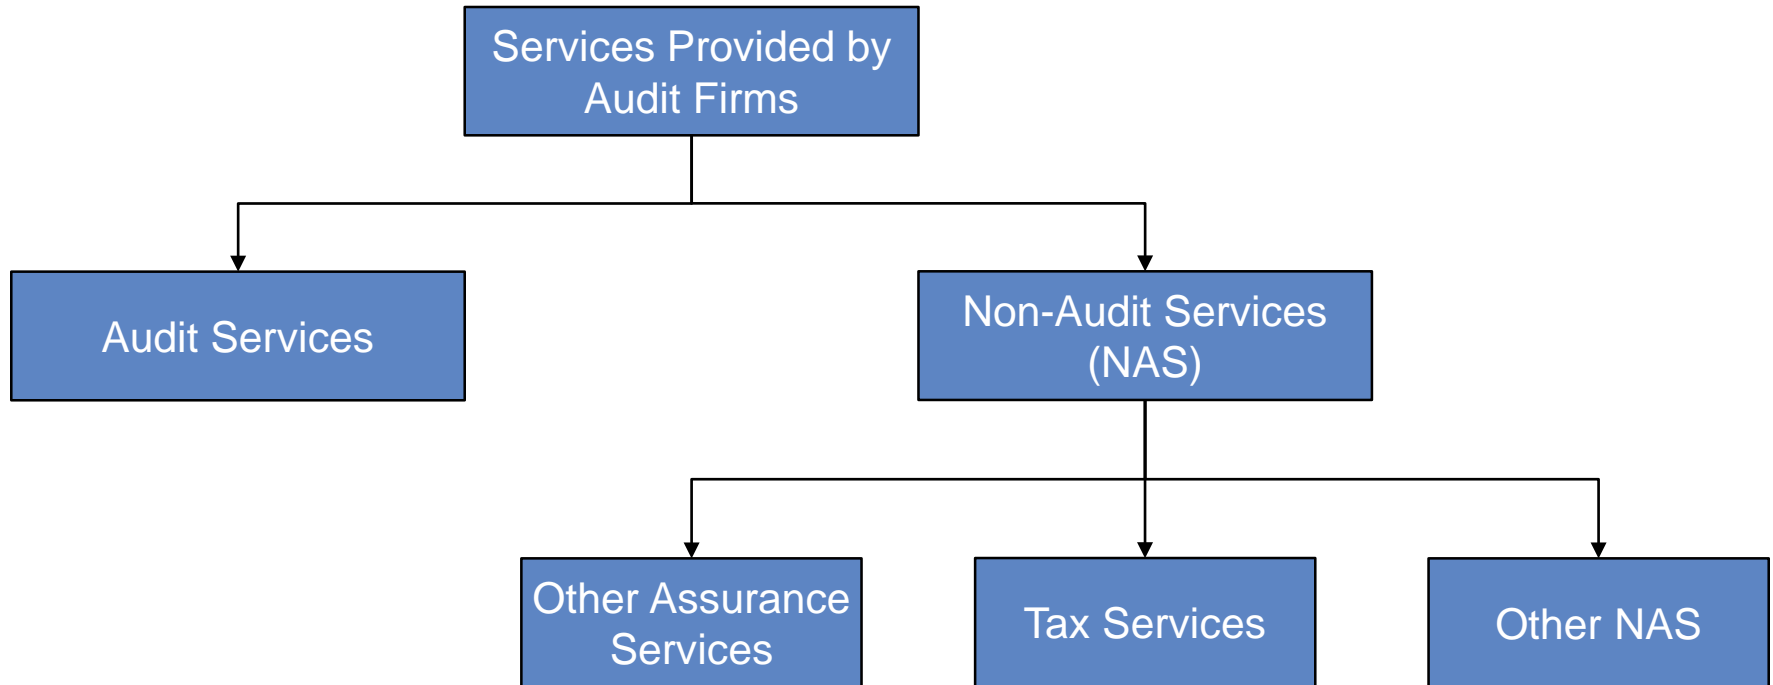 Services Provided by
Audit Firms
Audit Services
Non-Audit Services
(NAS)
Other Assurance
Services
Tax Services
Other NAS